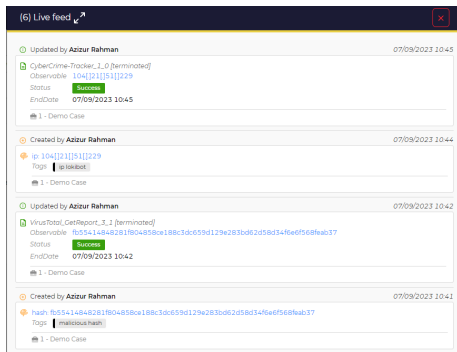 (6) Live feed
Updated by Azizur Rahman 07/09/2023 10:45
CyberCrime-Tracker_1_0 [terminated]
Observable 104[.]21[.]51[.]229
Status Success
EndDate 07/09/2023 10:45
1 - Demo Case
Created by Azizur Rahman 07/09/2023 10:44
ip: 104[.]21[.]51[.]229
Tags ip lokibot
1 - Demo Case
Updated by Azizur Rahman 07/09/2023 10:42
VirusTotal_GetReport_3_1 [terminated]
Observable fb55414848281f804858ce188c3dc659d129e283bd62d58d34f6e6f568feab37
Status Success
EndDate 07/09/2023 10:42
1 - Demo Case
Created by Azizur Rahman 07/09/2023 10:41
hash: fb55414848281f804858ce188c3dc659d129e283bd62d58d34f6e6f568feab37
Tags malicious hash
1 - Demo Case